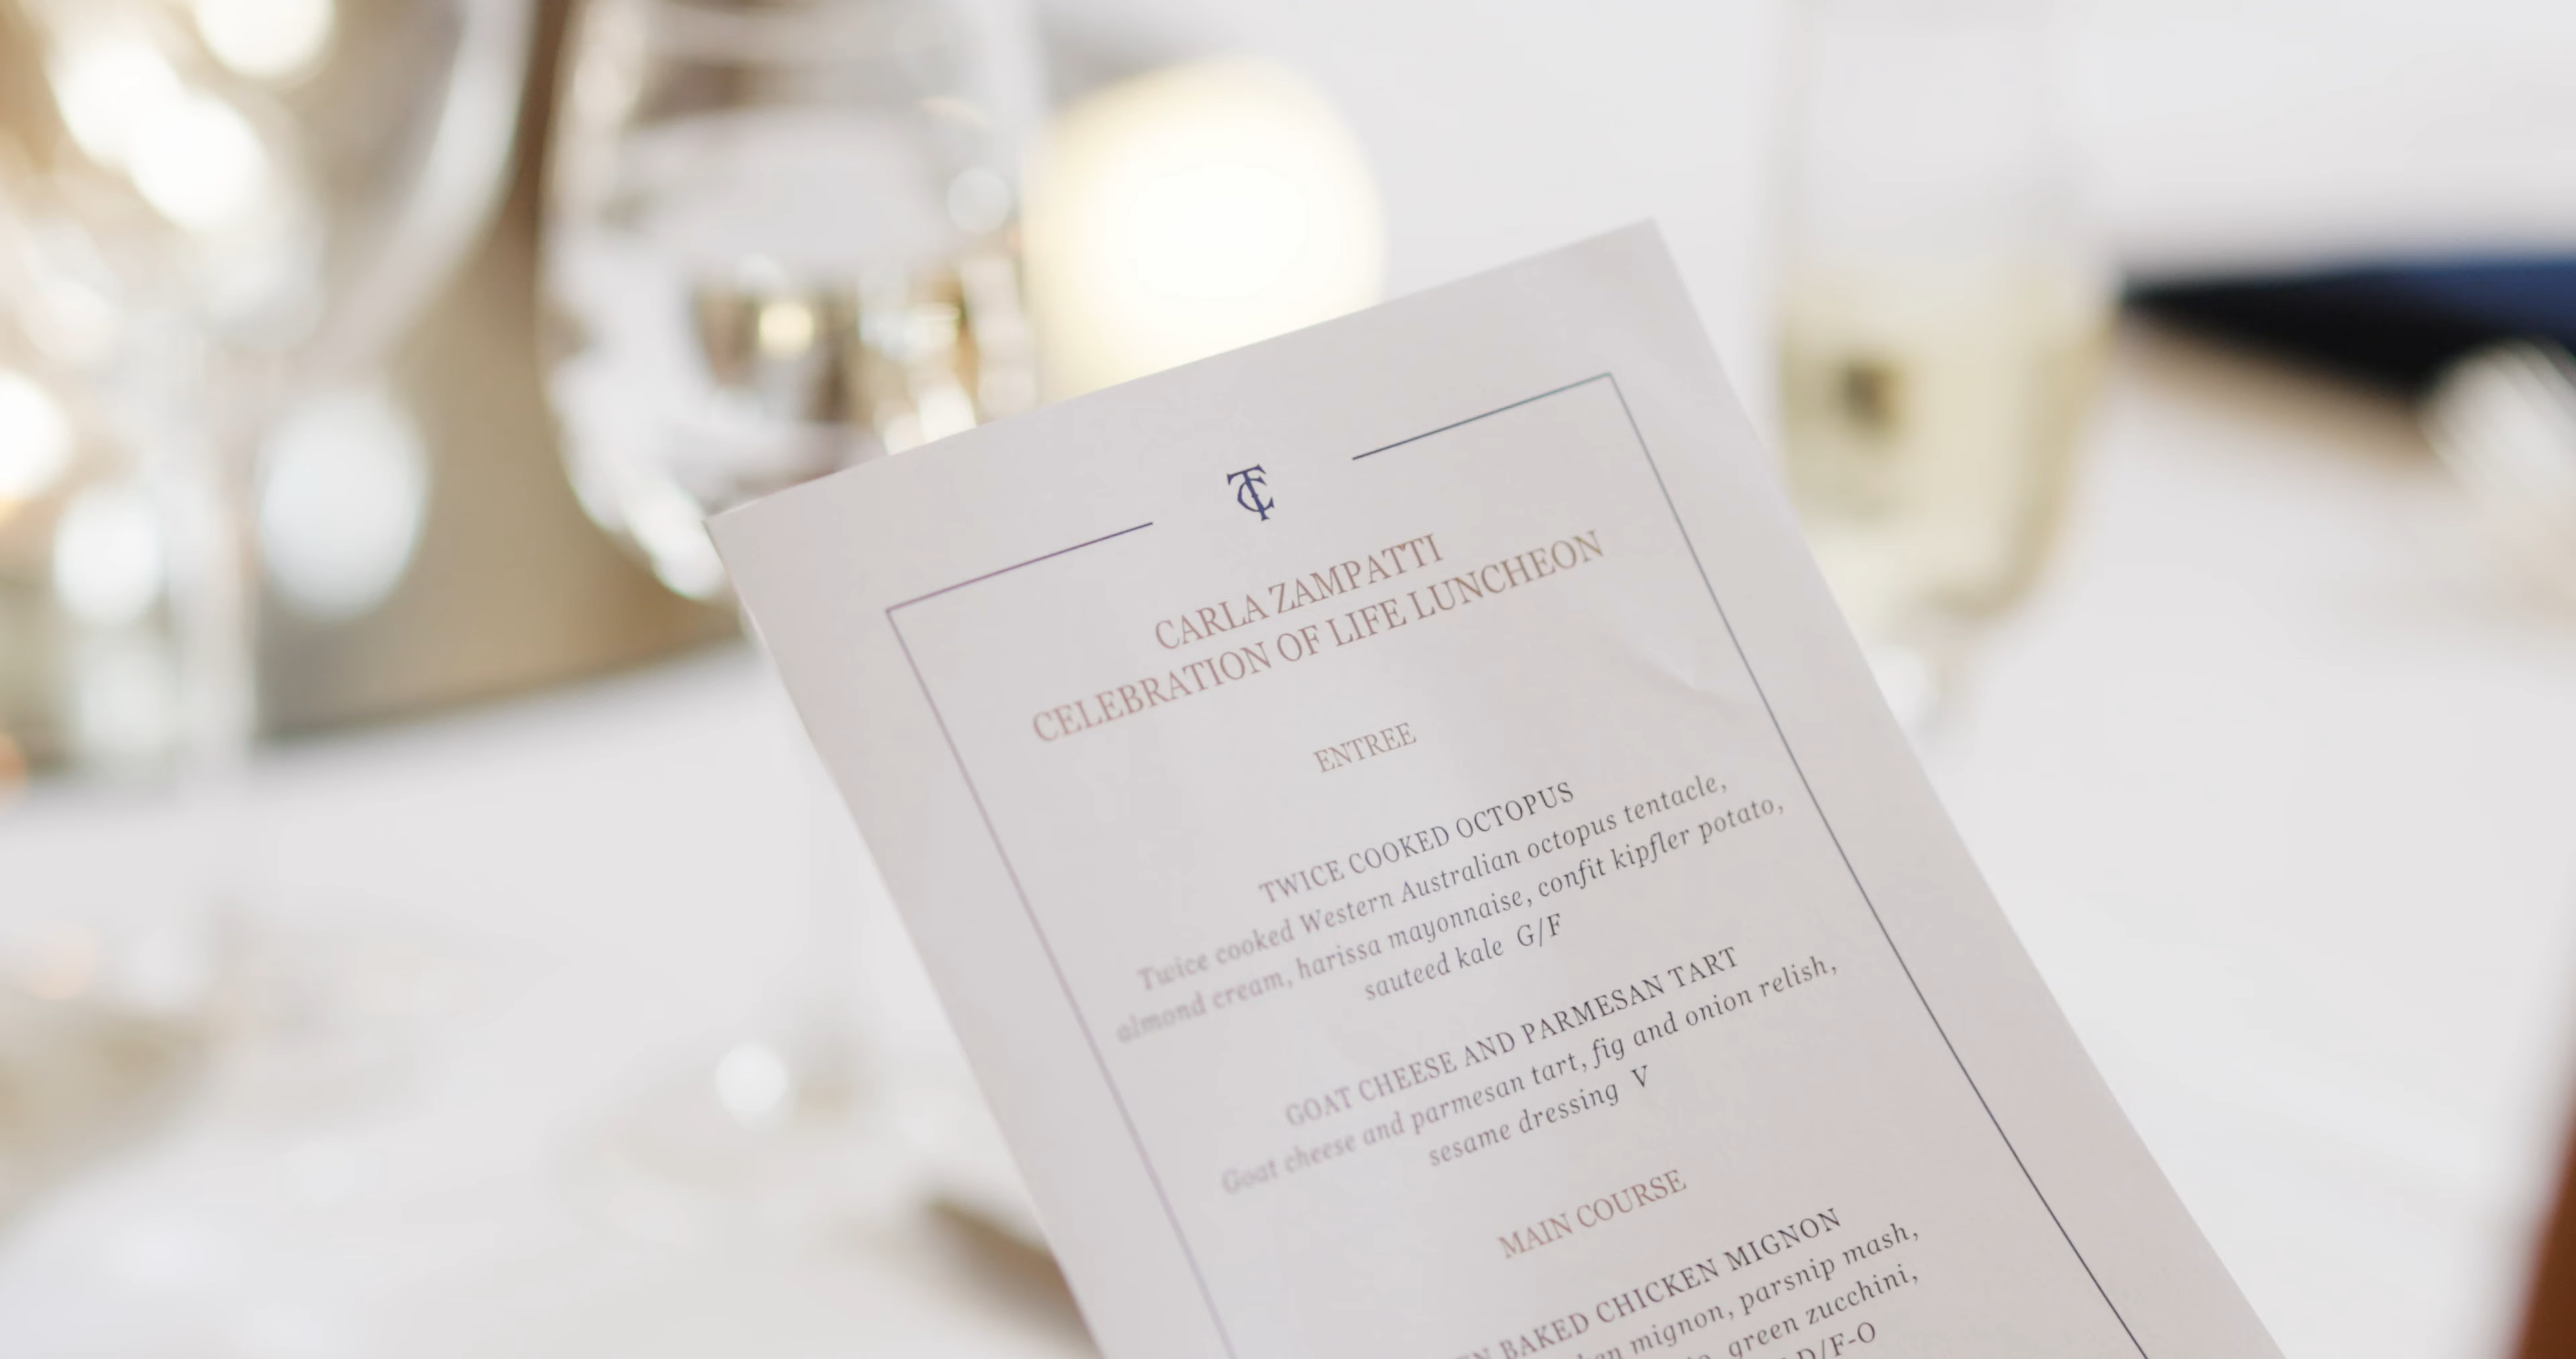 TC
CARLA ZAMPATTI
CELEBRATION OF LIFE LUNCHEON
ENTREE
TWICE COOKED OCTOPUS
Twice cooked Western Australian octopus tentacle,
almond cream, harissa mayonnaise, confit kipfler potato,
sauteed kale G/F
GOAT CHEESE AND PARMESAN TART
Goat cheese and parmesan tart, fig and onion relish,
sesame dressing V
MAIN COURSE
BAKED CHICKEN MIGNON
mignon, parsnip mash,
green zucchini,
D/F-O